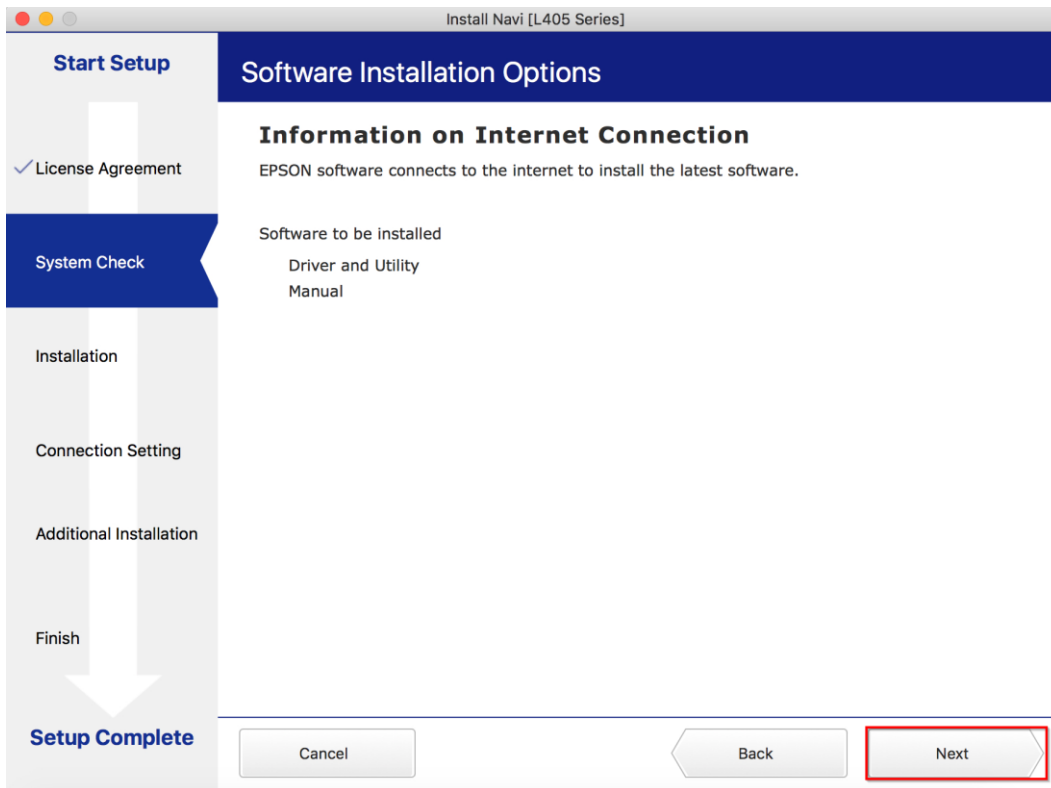 Install Navi [L405 Series]
Start Setup
License Agreement
System Check
Installation
Connection Setting
Additional Installation
Finish
Setup Complete
Software Installation Options
Information on Internet Connection
EPSON software connects to the internet to install the latest software.
Software to be installed
Driver and Utility
Manual
Cancel
Back
Next